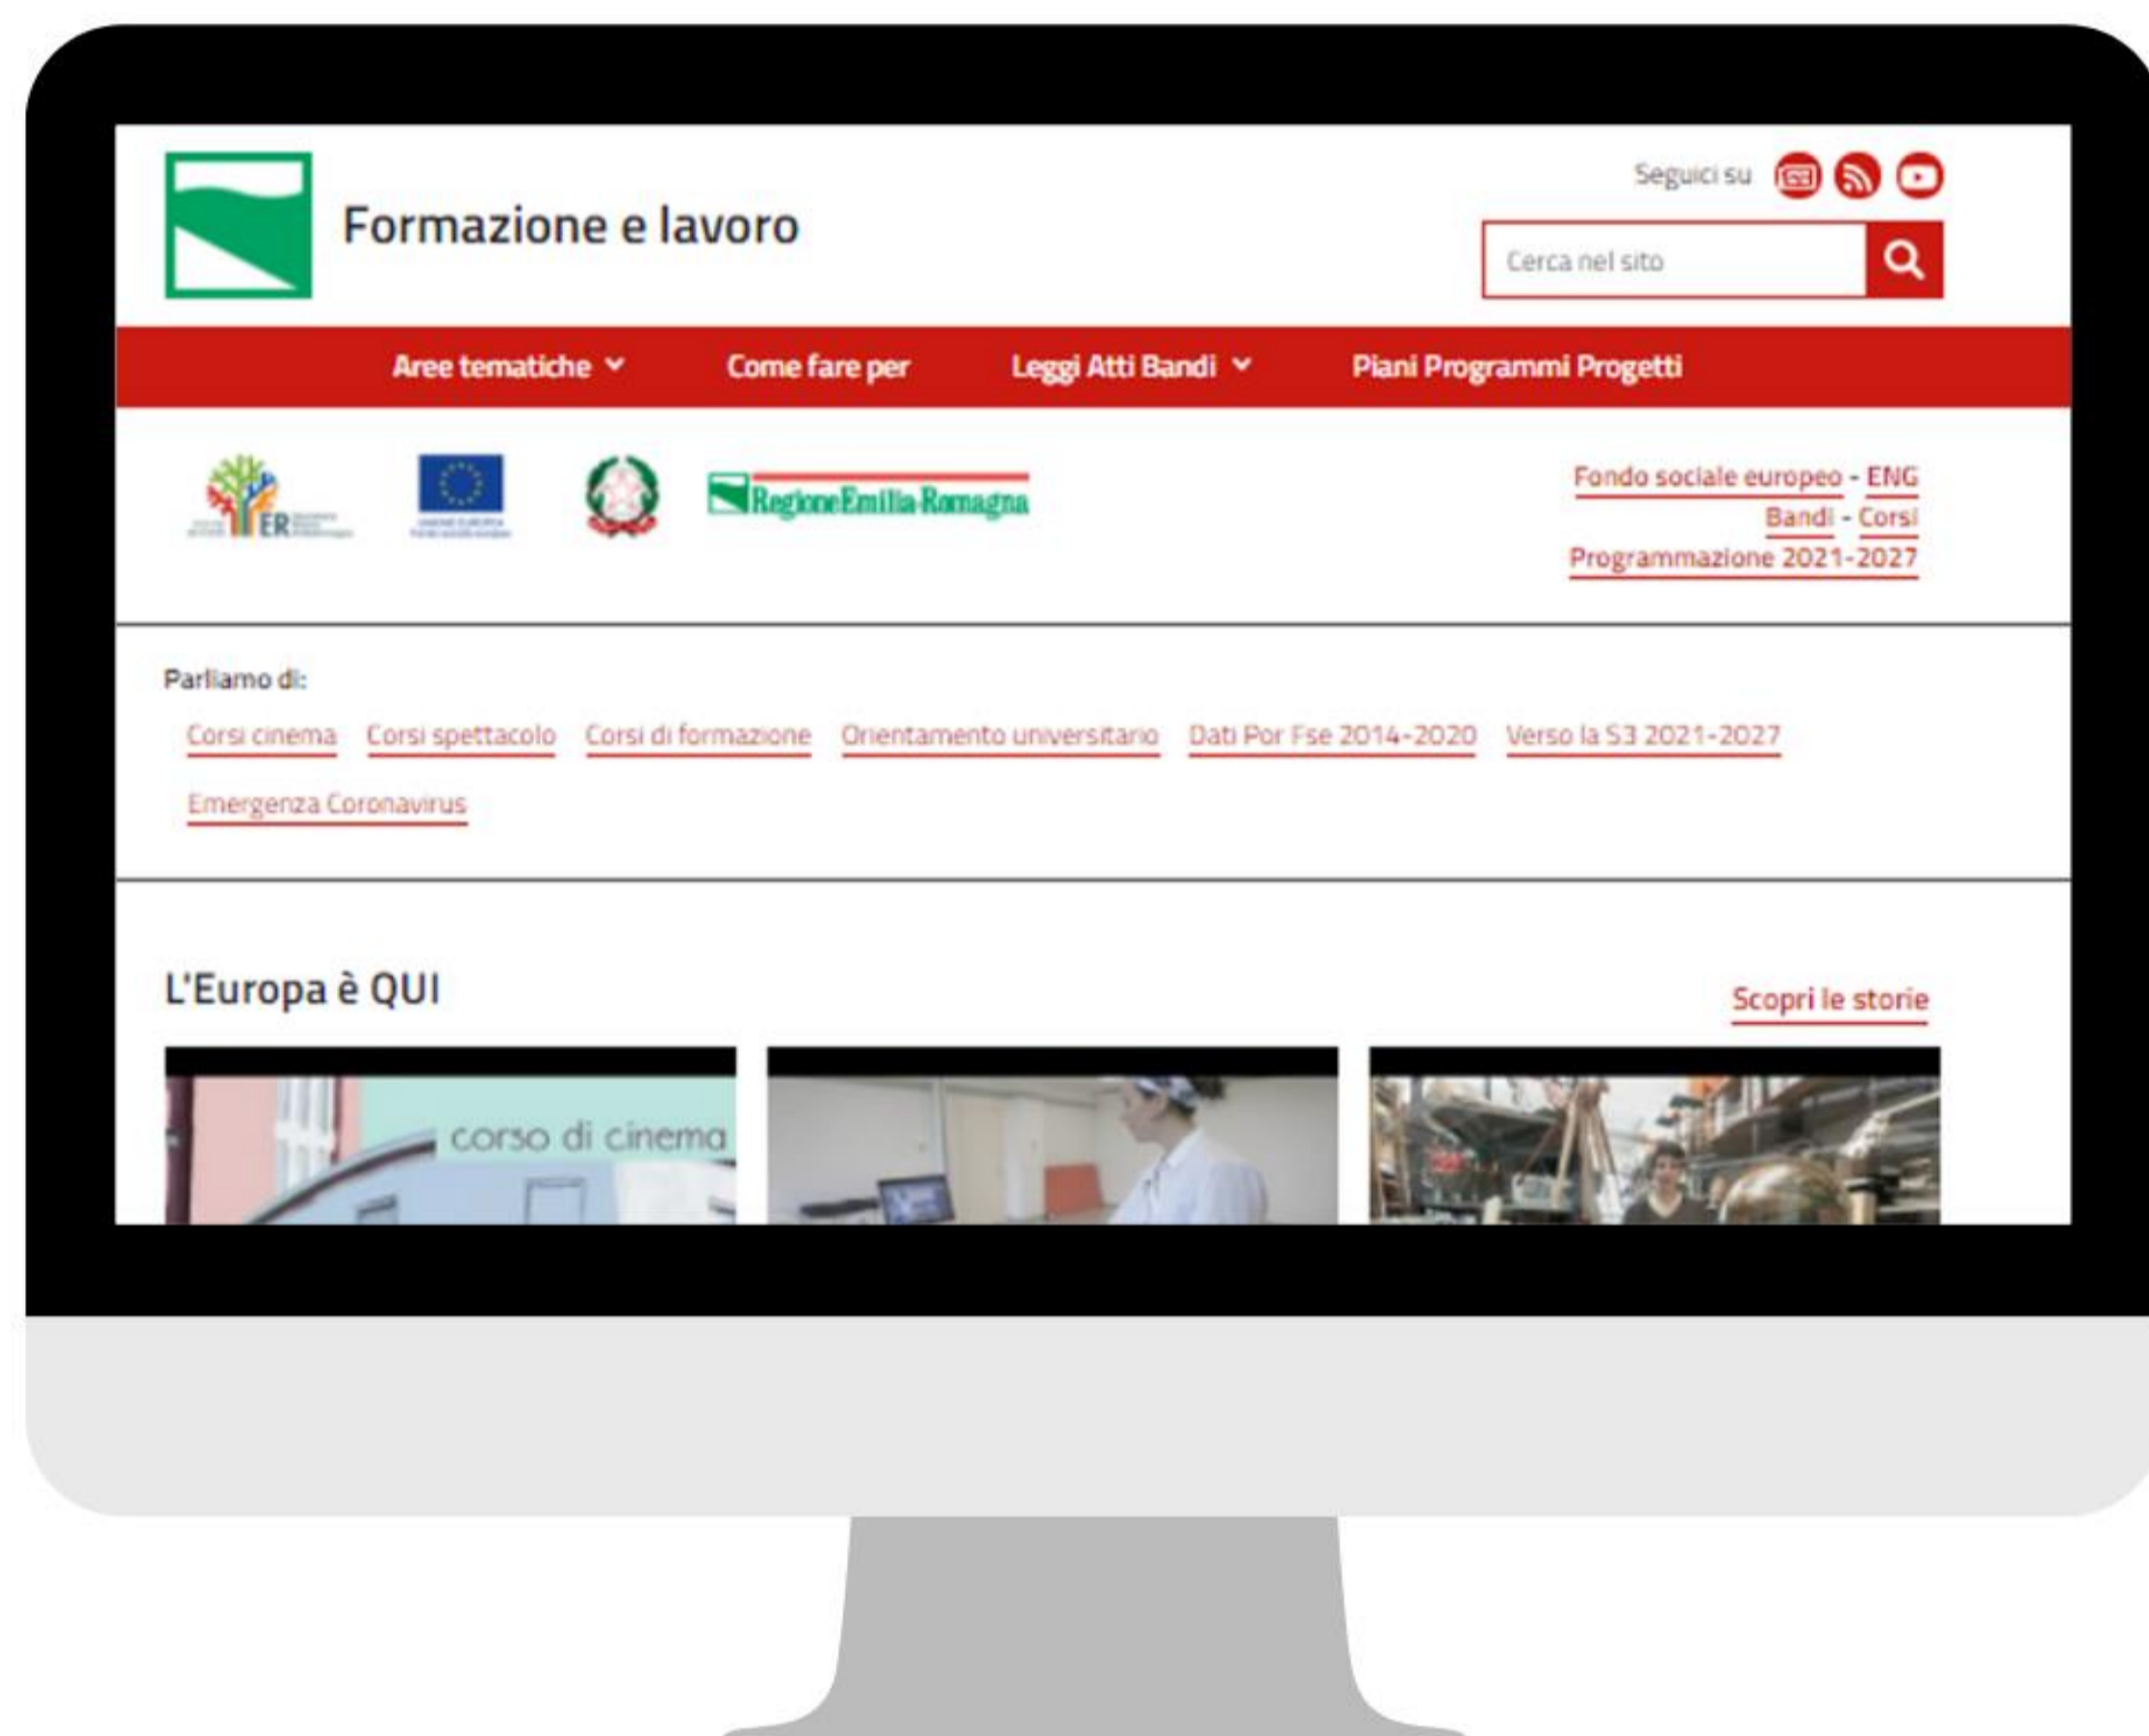 Formazione e lavoro
Seguici su
Cerca nel sito
Aree tematiche Come fare per Leggi Atti Bandi Piani Programmi Progetti
ER
RegioneEmilia-Romagna
Fondo sociale europeo - ENG
Bandi - Corsi
Programmazione 2021-2027
Parliamo di:
Corsi cinema Corsi spettacolo Corsi di formazione Orientamento universitario Dati Por Fse 2014-2020 Verso la S3 2021-2027
Emergenza Coronavirus
L'Europa è QUI
Scopri le storie
corso di cinema